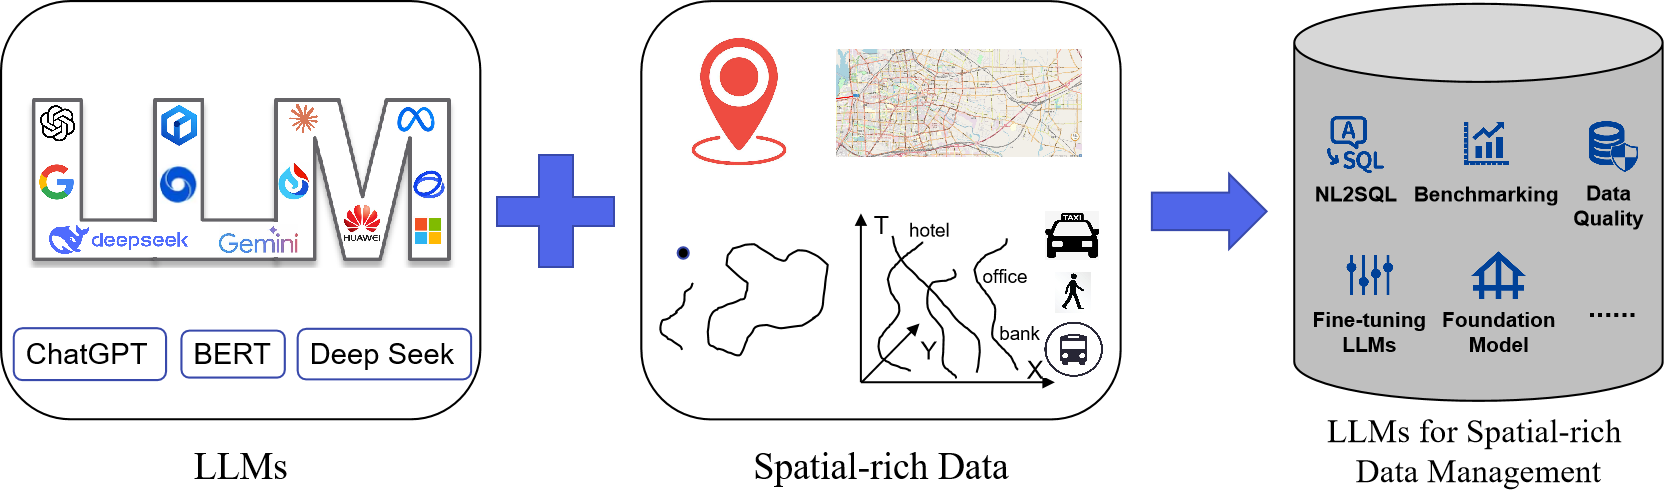 LLM
deepseek
Gemini
HUAWEI
ChatGPT
BERT
Deep Seek
LLMs
T
hotel
office
bank
Y
X
TAXI
Spatial-rich Data
A
SQL
NL2SQL
Benchmarking
Data
Quality
Fine-tuning
LLMs
Foundation
Model
......
LLMs for Spatial-rich
Data Management